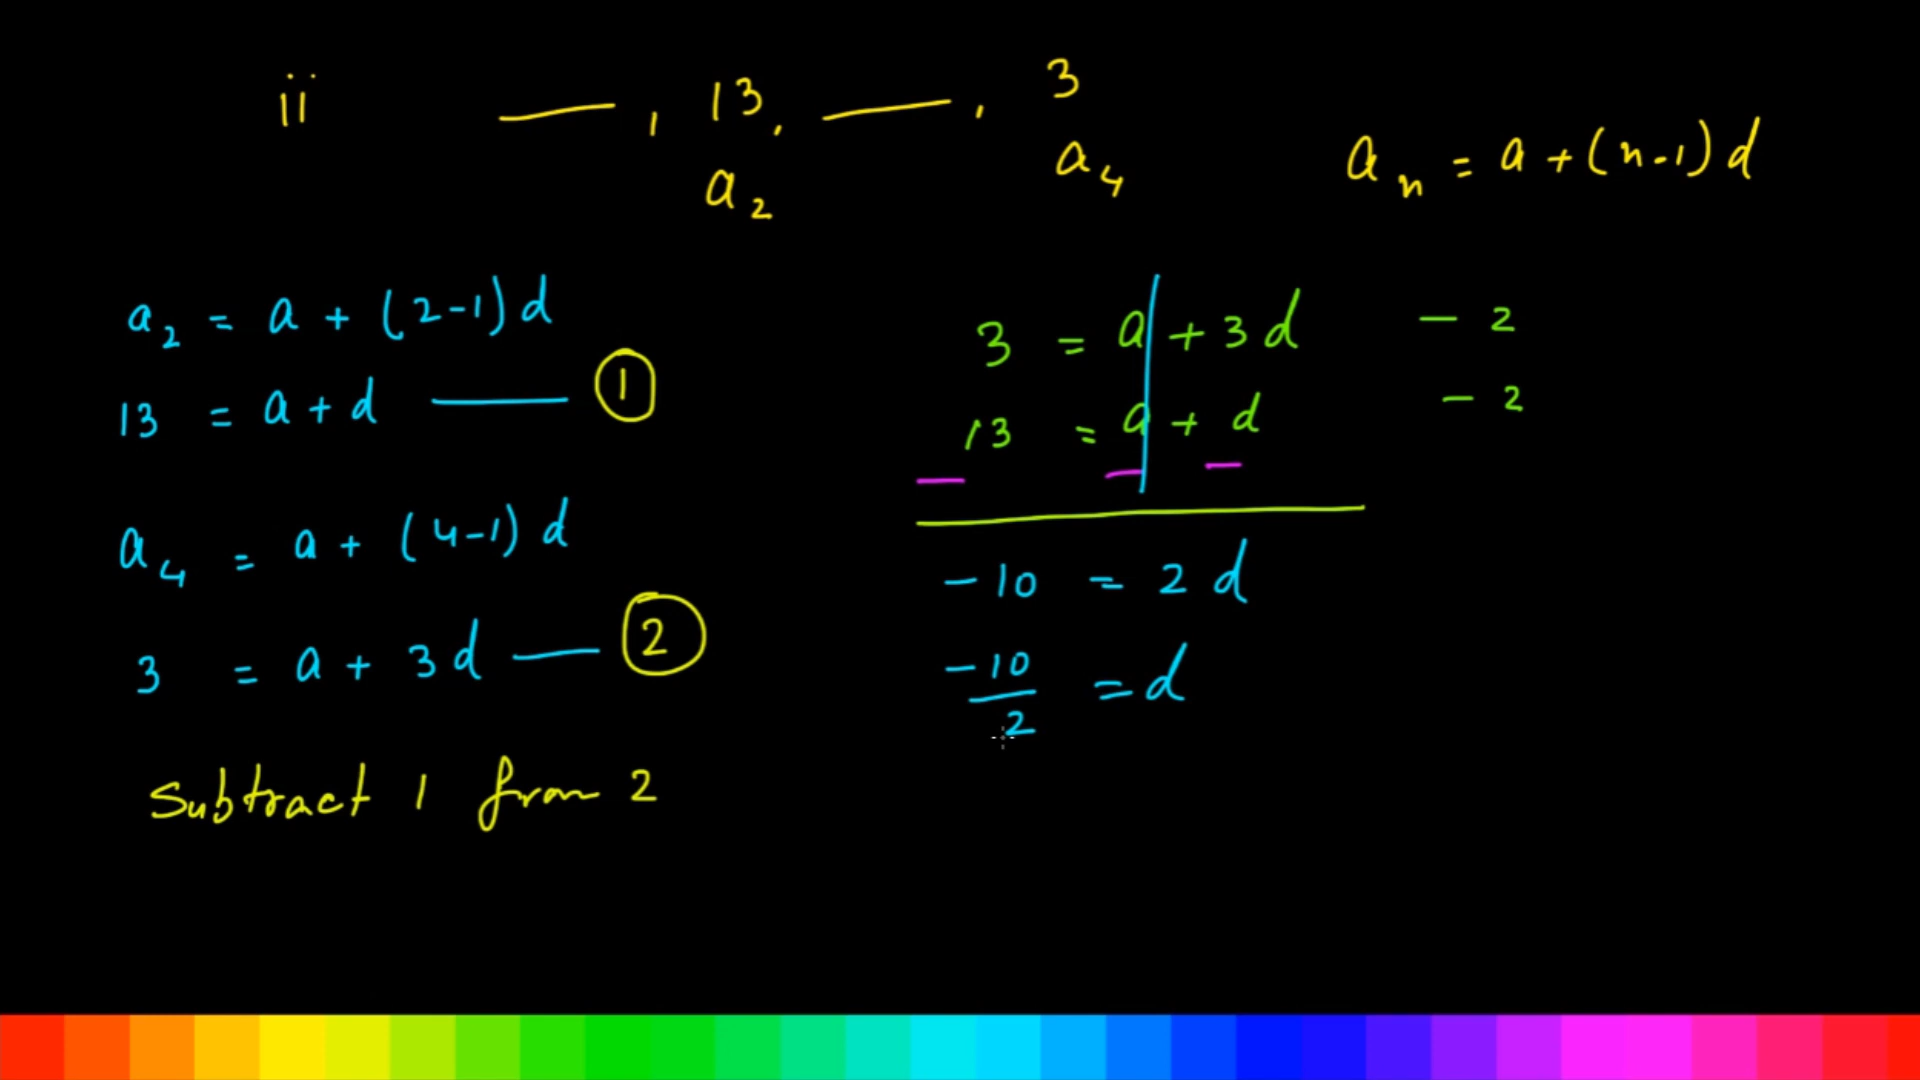 ii ___, 13, ___, 3
a₂ a₄
aₙ = a + (n-1)d
a₂ = a + (2-1)d
13 = a + d —— ①
a₄ = a + (4-1)d
3 = a + 3d —— ②
Subtract 1 from 2
3 = a + 3d - 2
13 = a + d - 2
— — —
-10 = 2d
-10/2 = d